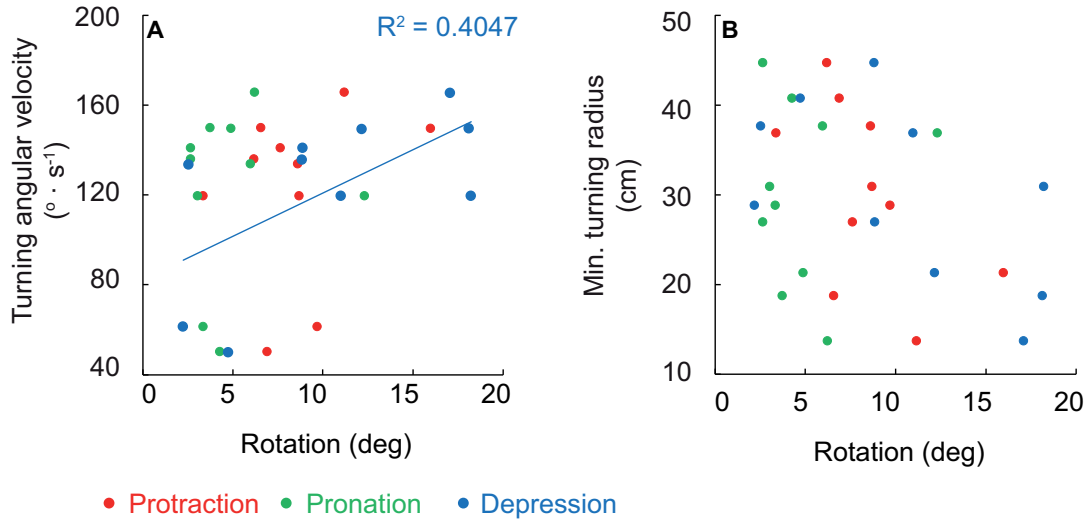 A
R² = 0.4047
Turning angular velocity
(º · s⁻¹)
200
160
120
80
40
0 5 10 15 20
Rotation (deg)
B
Min. turning radius
(cm)
50
40
30
20
10
0 5 10 15 20
Rotation (deg)
Protraction Pronation Depression